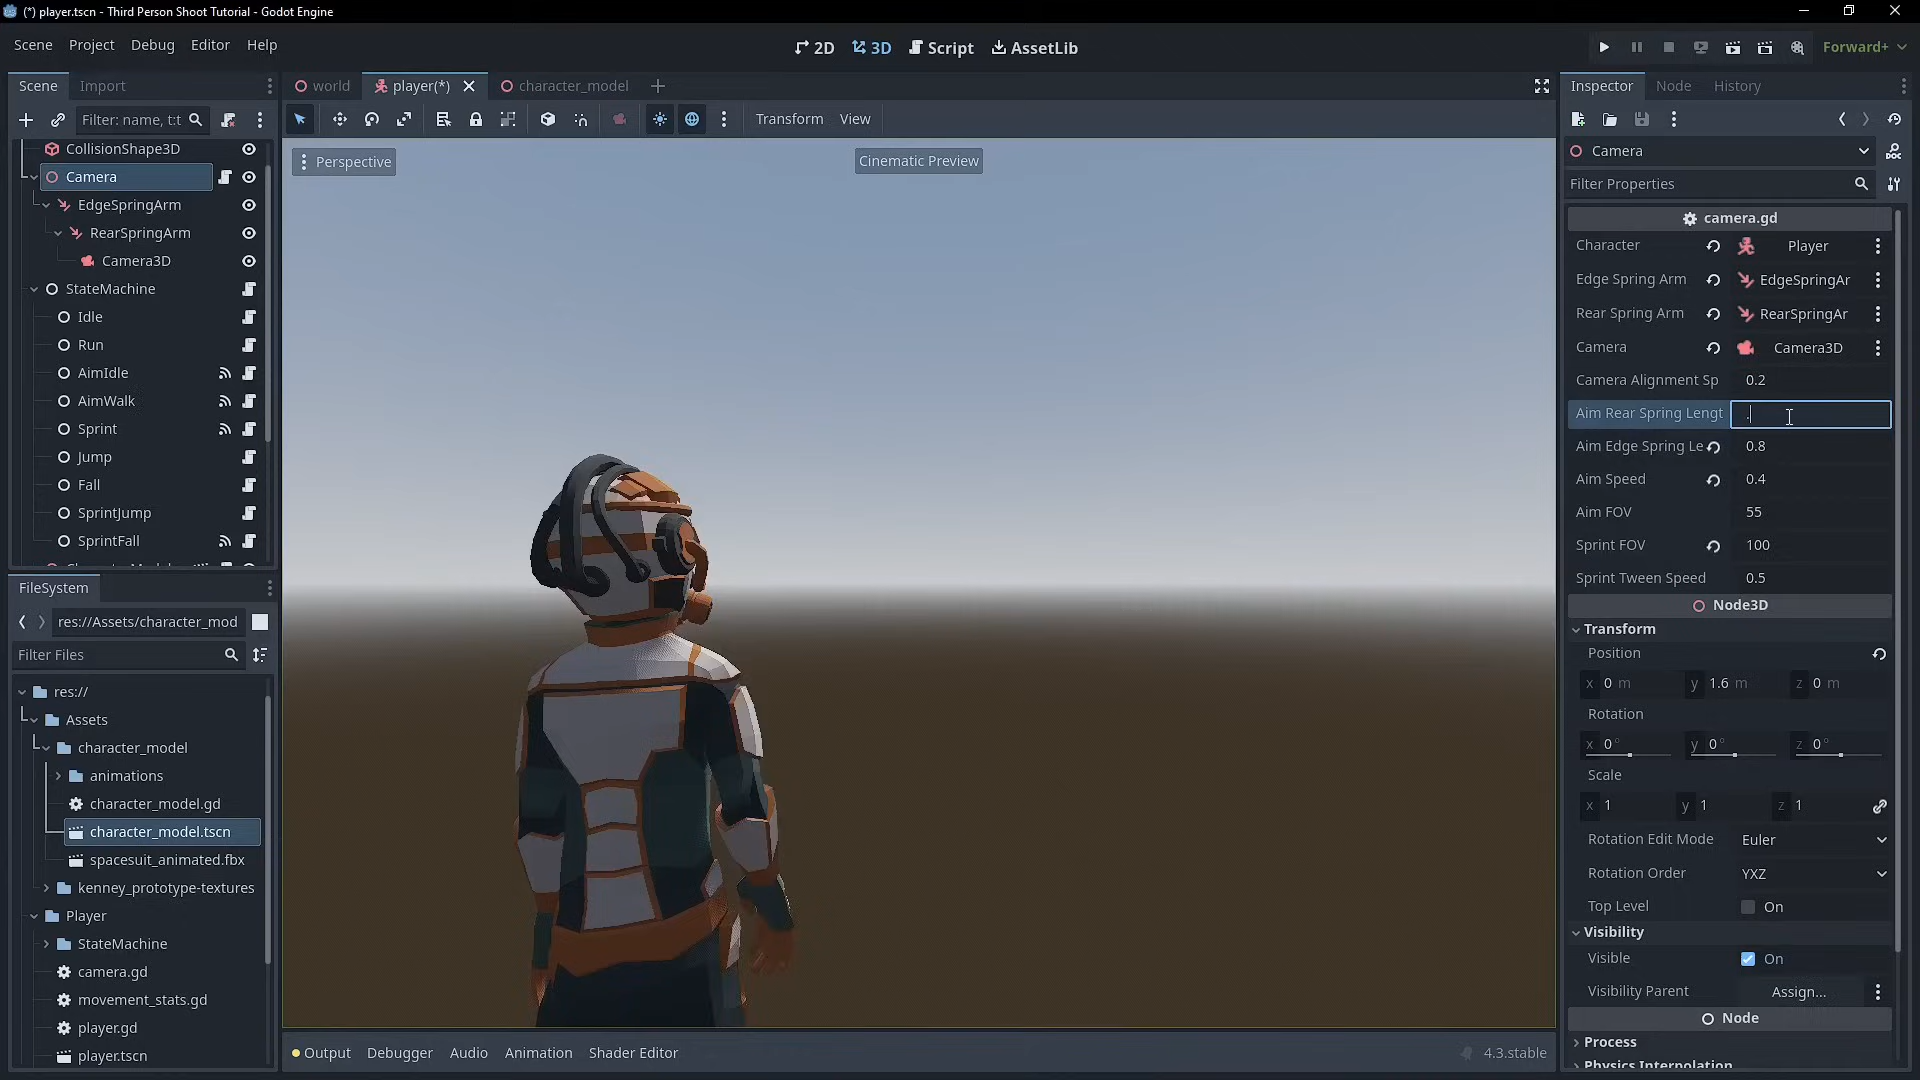 (*) player.tscn - Third Person Shoot Tutorial - Godot Engine
Scene Project Debug Editor Help
2D 3D Script AssetLib
Forward+
Scene Import
world player(*) character_model
Inspector Node History
Filter: name, t:t
Transform View
CollisionShape3D
Camera
EdgeSpringArm
RearSpringArm
Camera3D
StateMachine
Idle
Run
AimIdle
AimWalk
Sprint
Jump
Fall
SprintJump
SprintFall
FileSystem
res://Assets/character_mod
Filter Files
res://
Assets
character_model
animations
character_model.gd
character_model.tscn
spacesuit_animated.fbx
kenney_prototype-textures
Player
StateMachine
camera.gd
movement_stats.gd
player.gd
player.tscn
Perspective
Cinematic Preview
Output Debugger Audio Animation Shader Editor
4.3.stable
Camera
DOC
Filter Properties
camera.gd
Character Player
Edge Spring Arm EdgeSpringAr
Rear Spring Arm RearSpringAr
Camera Camera3D
Camera Alignment Sp 0.2
Aim Rear Spring Lengt .
Aim Edge Spring Le 0.8
Aim Speed 0.4
Aim FOV 55
Sprint FOV 100
Sprint Tween Speed 0.5
Node3D
Transform
Position
x 0 m y 1.6 m z 0 m
Rotation
x 0° y 0° z 0°
Scale
x 1 y 1 z 1
Rotation Edit Mode Euler
Rotation Order YXZ
Top Level On
Visibility
Visible On
Visibility Parent Assign...
Node
Process
Physics Interpolation